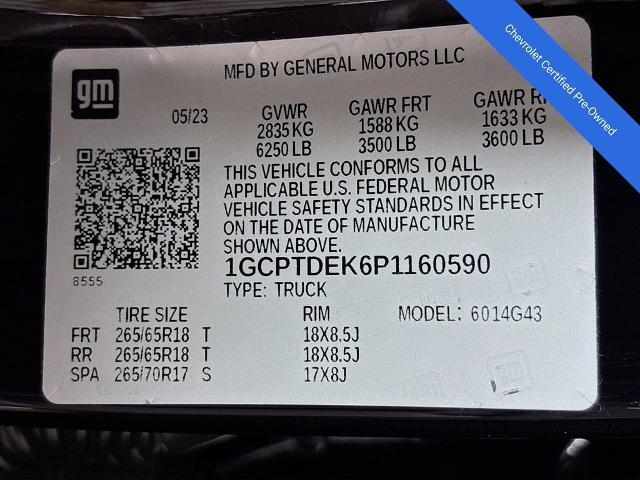 Chevrolet Certified Pre-Owned
gm
MFD BY GENERAL MOTORS LLC
05/23
GVWR GAWR FRT GAWR
2835 KG 1588 KG 1633 KG
6250 LB 3500 LB 3600 LB
THIS VEHICLE CONFORMS TO ALL
APPLICABLE U.S. FEDERAL MOTOR
VEHICLE SAFETY STANDARDS IN EFFECT
ON THE DATE OF MANUFACTURE
SHOWN ABOVE.
8555
1GCPTDEK6P1160590
TYPE: TRUCK
TIRE SIZE RIM MODEL: 6014G43
FRT 265/65R18 T 18X8.5J
RR 265/65R18 T 18X8.5J
SPA 265/70R17 S 17X8J